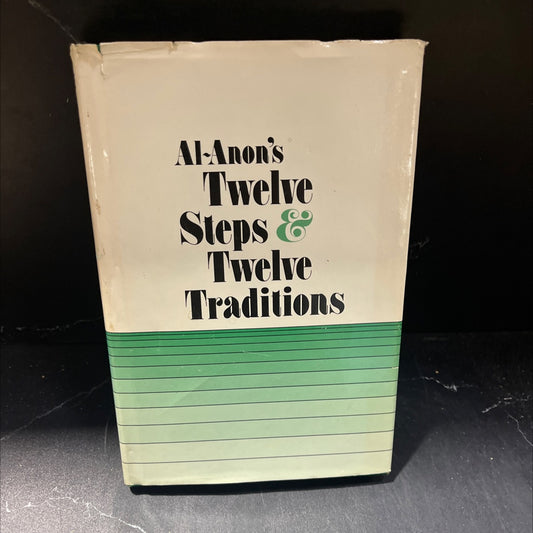 Al-Anon's
Twelve
Steps &
Twelve
Traditions